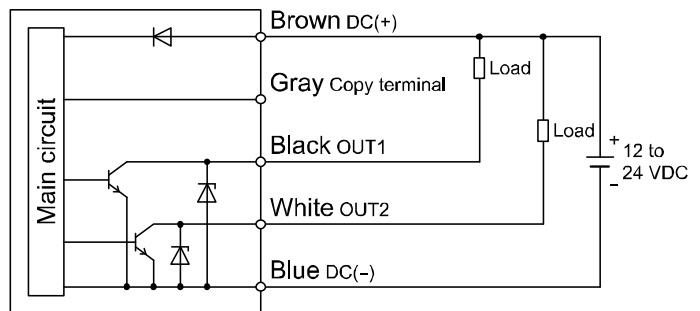 Brown DC(+)
Load
Gray Copy terminal
Load
Main circuit
Black OUT1
+
12 to
24 VDC
-
White OUT2
Blue DC(−)